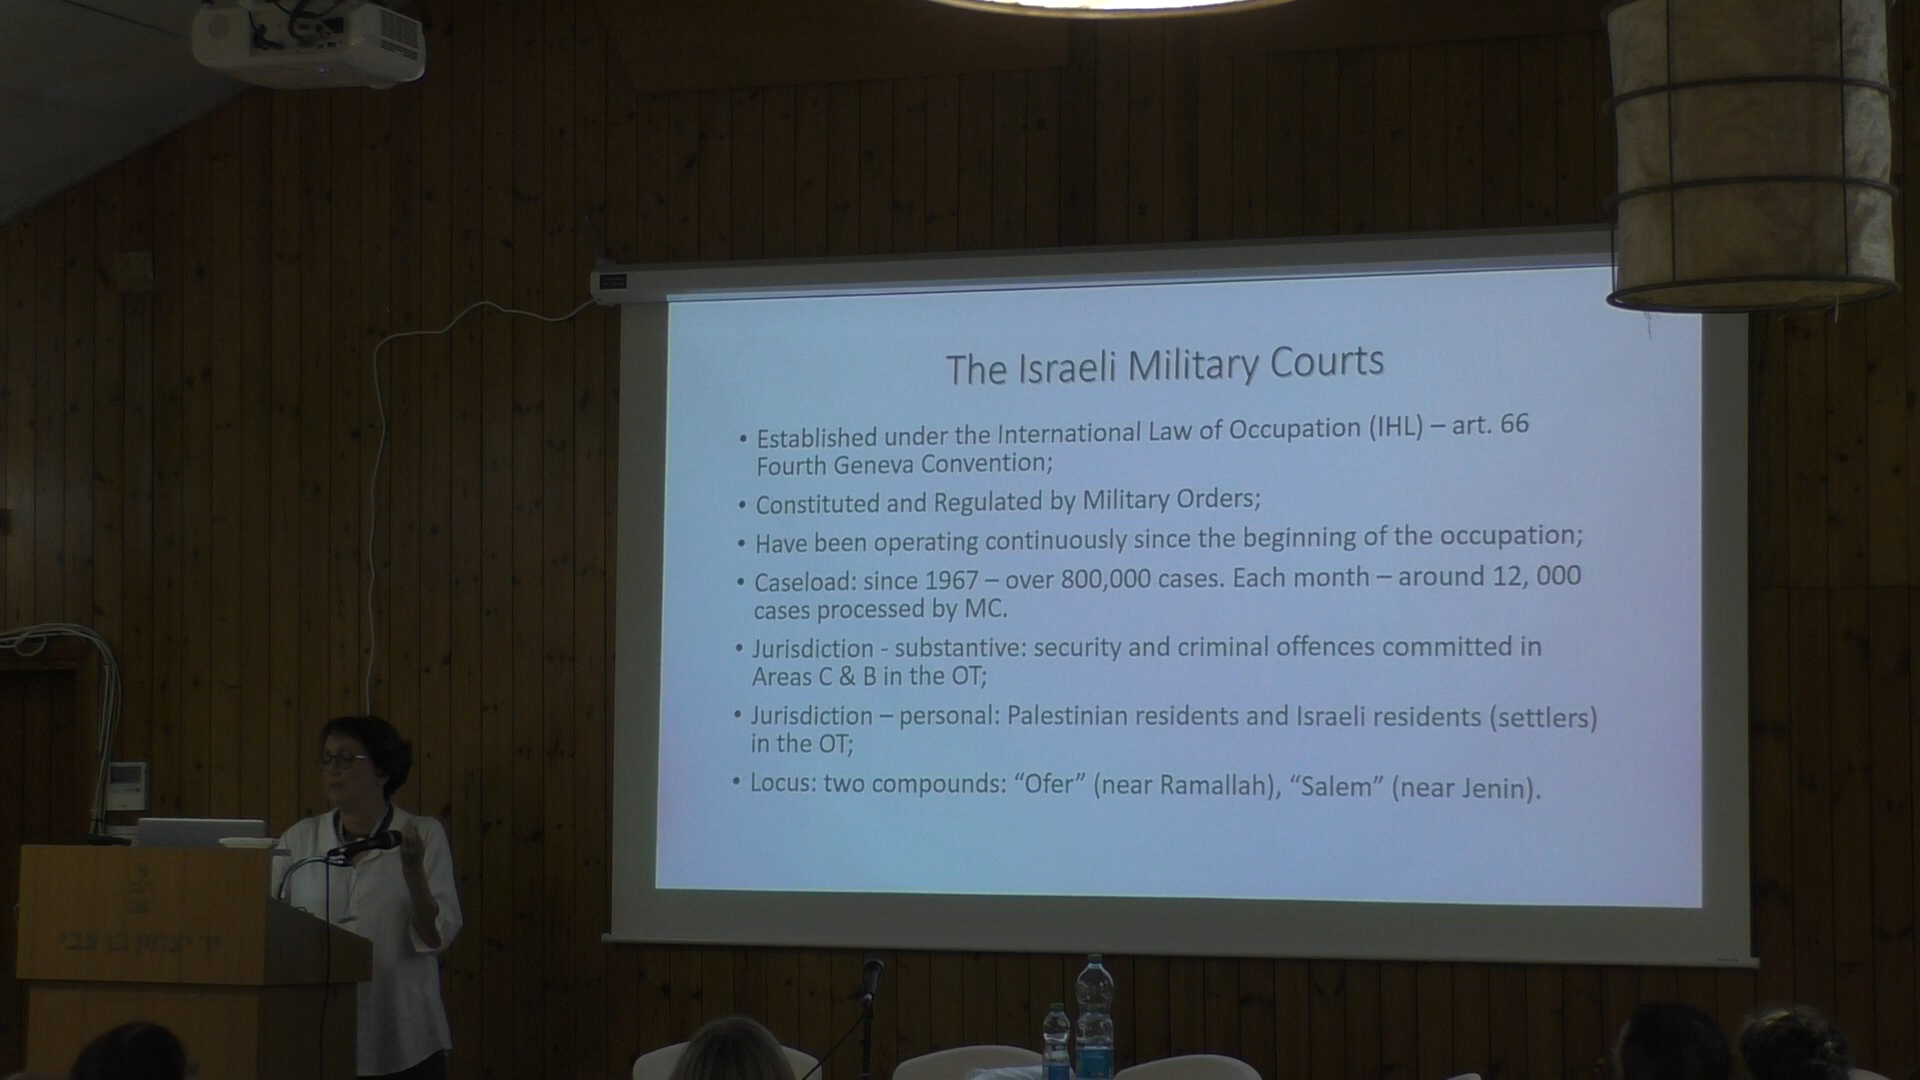 The Israeli Military Courts
• Established under the International Law of Occupation (IHL) – art. 66
Fourth Geneva Convention;
• Constituted and Regulated by Military Orders;
• Have been operating continuously since the beginning of the occupation;
• Caseload: since 1967 – over 800,000 cases. Each month – around 12, 000
cases processed by MC.
• Jurisdiction - substantive: security and criminal offences committed in
Areas C & B in the OT;
• Jurisdiction – personal: Palestinian residents and Israeli residents (settlers)
in the OT;
• Locus: two compounds: “Ofer” (near Ramallah), “Salem” (near Jenin).
יד יצחק בן צבי